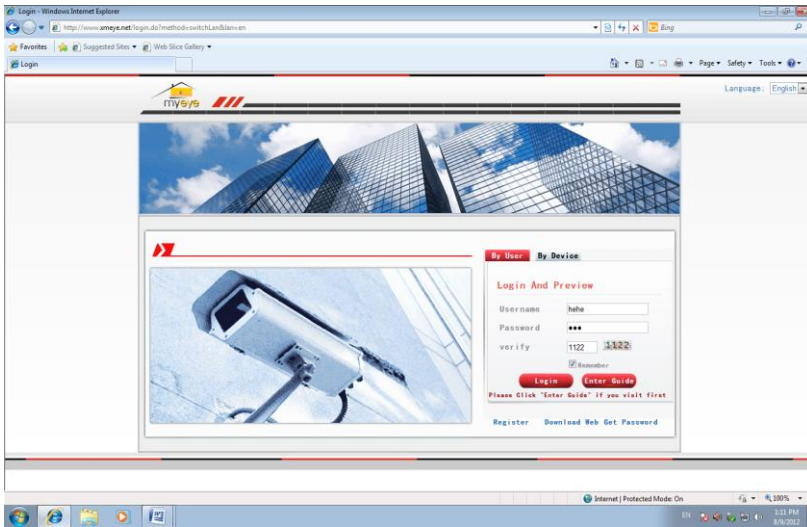 Login - Windows Internet Explorer
http://www.xmeye.net/login.do?method=switchLan&lan=en
Bing
Favorites Suggested Sites Web Slice Gallery
Login
Page Safety Tools
Language: English
myeye
By User By Device
Login And Preview
Username hehe
Password
verify 1122 1122
Remember
Login Enter Guide
Please Click "Enter Guide" if you visit first
Register Download Web Get Password
Internet | Protected Mode: On 100%
EN 3:11 PM
8/9/2012